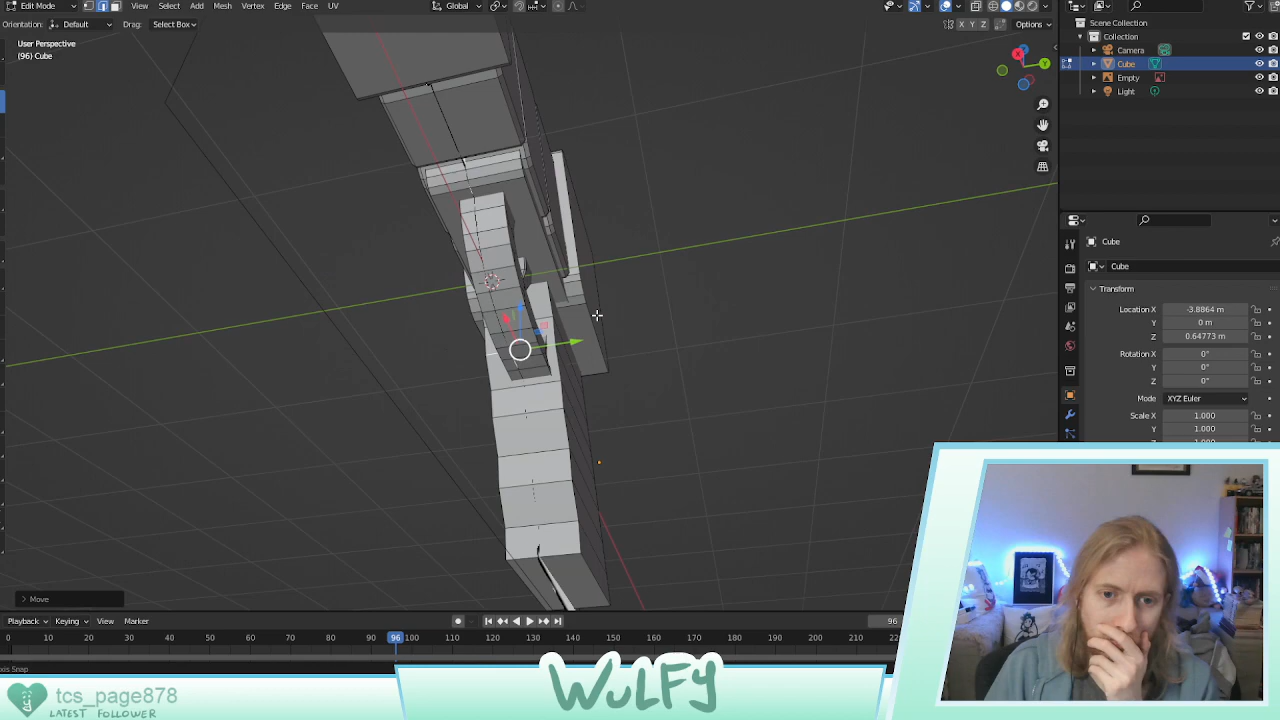 Edit Mode View Select Add Mesh Vertex Edge Face UV Global
Orientation: Default Drag: Select Box X Y Z Options
User Perspective
(96) Cube
Scene Collection
Collection
Camera
Cube
Empty
Light
Cube
Cube
Transform
Location X -3.8864 m
Y 0 m
Z 0.64773 m
Rotation X 0°
Y 0°
Z 0°
Mode XYZ Euler
Scale X 1.000
Y 1.000
X
Y
Move
Playback Keying View Marker 96
0 10 20 30 40 50 60 70 80 90 96 100 110 120 130 140 150 160 170 180 190 200 210 22
xis Snap
tcs_page878
LATEST FOLLOWER
WULFY